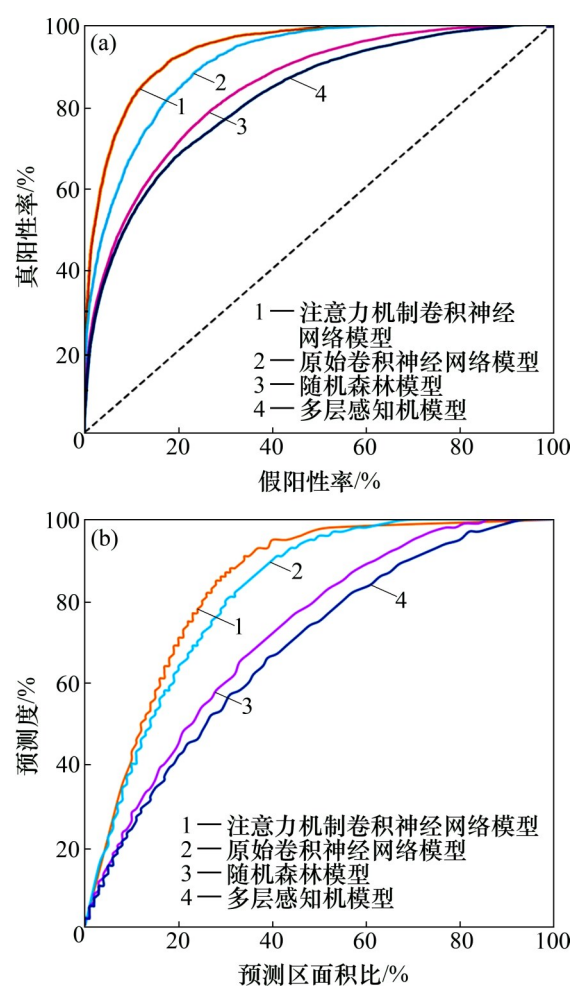 100
(a)
80
60
40
20
0
真阳性率/%
1
2
3
4
1 — 注意力机制卷积神经
网络模型
2 — 原始卷积神经网络模型
3 — 随机森林模型
4 — 多层感知机模型
20 40 60 80 100
假阳性率/%
100
(b)
80
60
40
20
0
预测度/%
2
1
4
3
1 — 注意力机制卷积神经网络模型
2 — 原始卷积神经网络模型
3 — 随机森林模型
4 — 多层感知机模型
20 40 60 80 100
预测区面积比/%